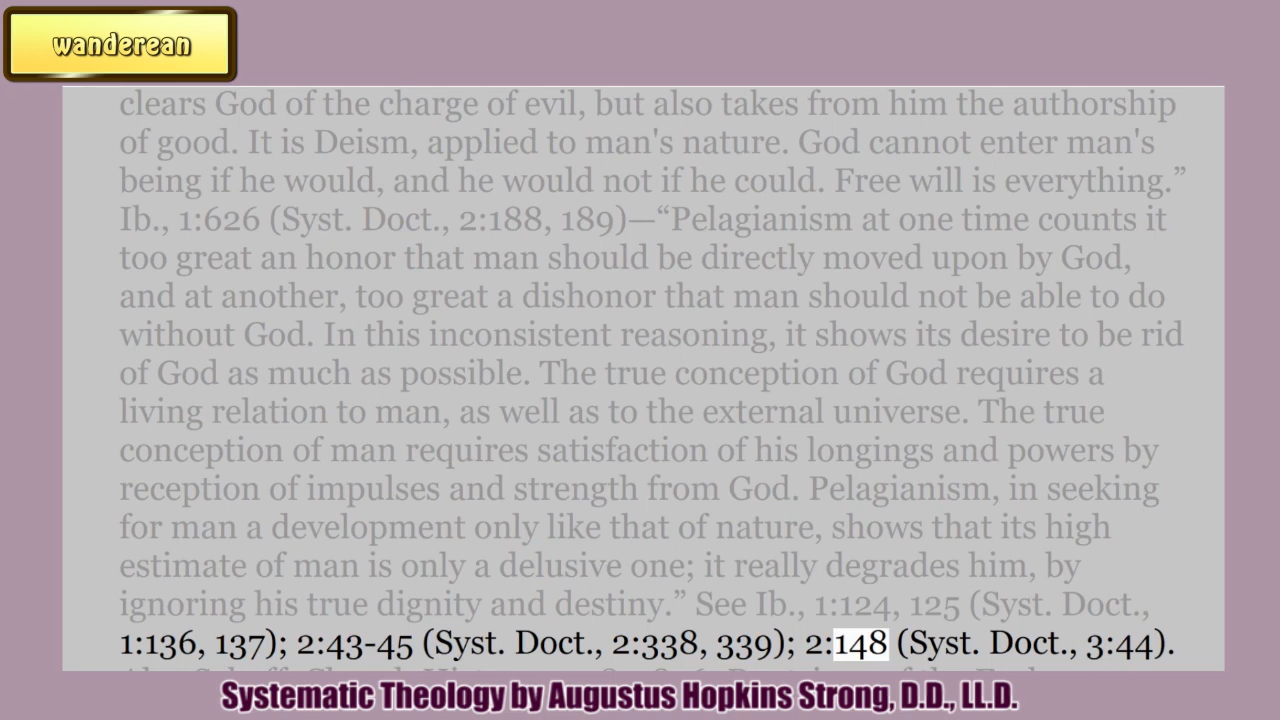 wanderean
clears God of the charge of evil, but also takes from him the authorship
of good. It is Deism, applied to man's nature. God cannot enter man's
being if he would, and he would not if he could. Free will is everything.”
Ib., 1:626 (Syst. Doct., 2:188, 189)—“Pelagianism at one time counts it
too great an honor that man should be directly moved upon by God,
and at another, too great a dishonor that man should not be able to do
without God. In this inconsistent reasoning, it shows its desire to be rid
of God as much as possible. The true conception of God requires a
living relation to man, as well as to the external universe. The true
conception of man requires satisfaction of his longings and powers by
reception of impulses and strength from God. Pelagianism, in seeking
for man a development only like that of nature, shows that its high
estimate of man is only a delusive one; it really degrades him, by
ignoring his true dignity and destiny.” See Ib., 1:124, 125 (Syst. Doct.,
1:136, 137); 2:43-45 (Syst. Doct., 2:338, 339); 2:148 (Syst. Doct., 3:44).
Systematic Theology by Augustus Hopkins Strong, D.D., LL.D.